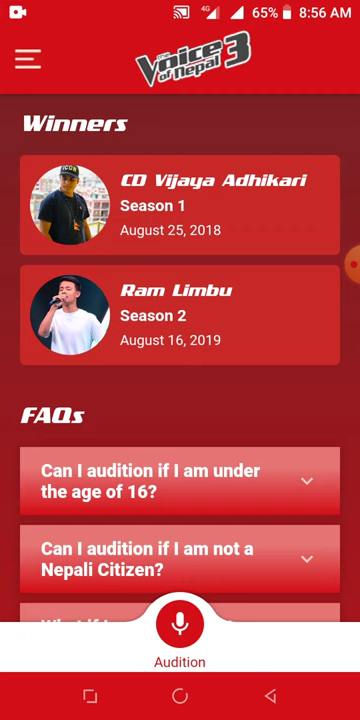 4G
65%
8:56 AM
The
Voice
of Nepal 3
Winners
CD Vijaya Adhikari
Season 1
August 25, 2018
Ram Limbu
Season 2
August 16, 2019
FAQs
Can I audition if I am under
the age of 16?
Can I audition if I am not a
Nepali Citizen?
Audition